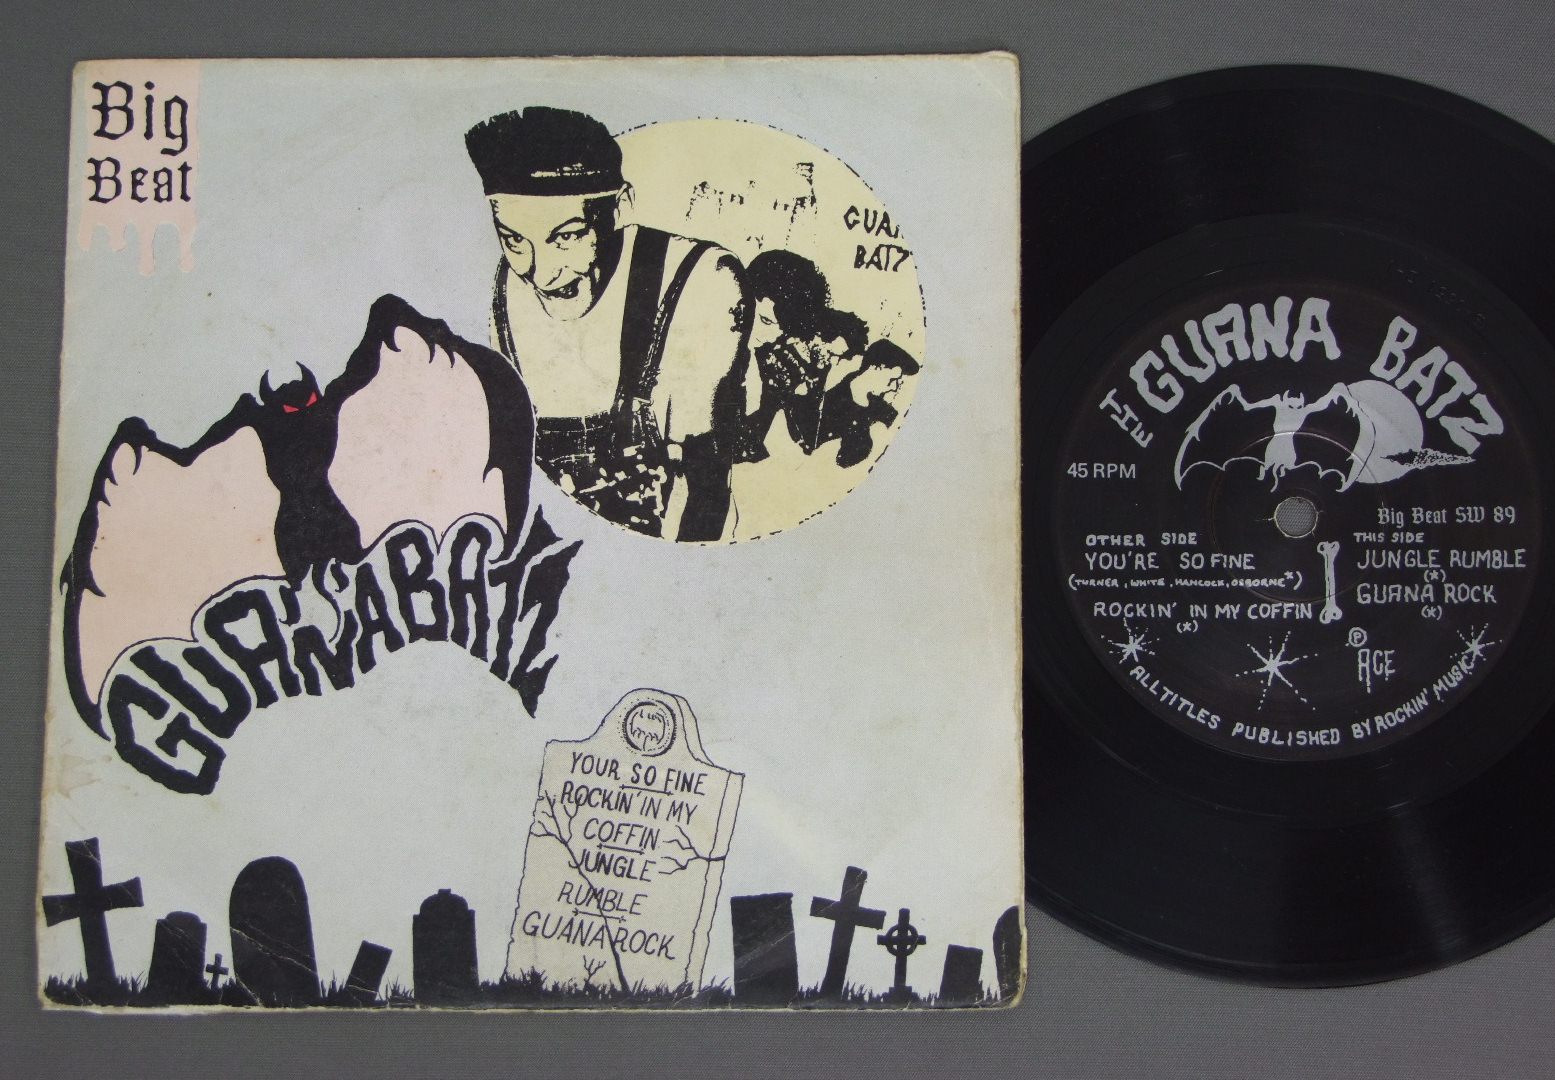 Big
Beat
GUANA BATZ
GUA
BATZ
YOUR SO FINE
ROCKIN' IN MY
COFFIN
JUNGLE
RUMBLE
GUANA ROCK
THE GUANA BATZ
45 RPM
Big Beat SW 89
OTHER SIDE
YOU'RE SO FINE
(TURNER, WHITE, HANCOCK, OSBORNE*)
ROCKIN' IN MY COFFIN
(*)
THIS SIDE
JUNGLE RUMBLE
(*)
GUANA ROCK
(*)
℗
ACE
ALL TITLES PUBLISHED BY ROCKIN' MUSIC